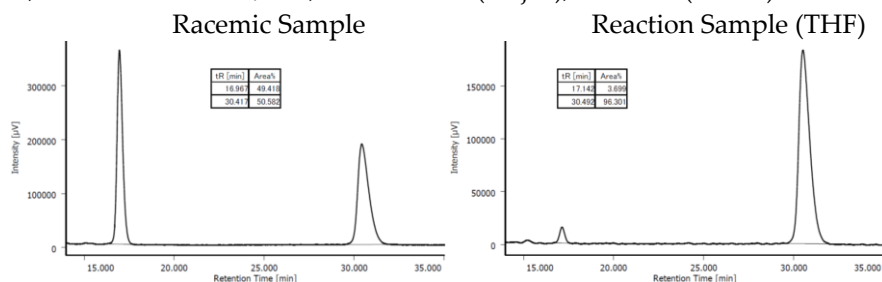 Racemic Sample
Reaction Sample (THF)
tR [min] Area%
16.967 49.418
30.417 50.582
300000
200000
100000
0
Intensity [µV]
15.000 20.000 25.000 30.000 35.000
Retention Time [min]
tR [min] Area%
17.142 3.699
30.492 96.301
150000
100000
50000
0
Intensity [µV]
15.000 20.000 25.000 30.000 35.000
Retention Time [min]